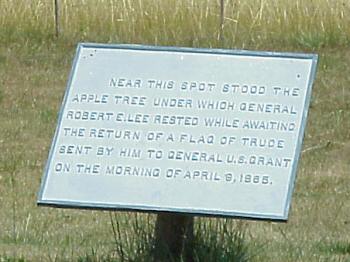 NEAR THIS SPOT STOOD THE
APPLE TREE UNDER WHICH GENERAL
ROBERT E. LEE RESTED WHILE AWAITING
THE RETURN OF A FLAG OF TRUCE
SENT BY HIM TO GENERAL U.S. GRANT
ON THE MORNING OF APRIL 9, 1865.